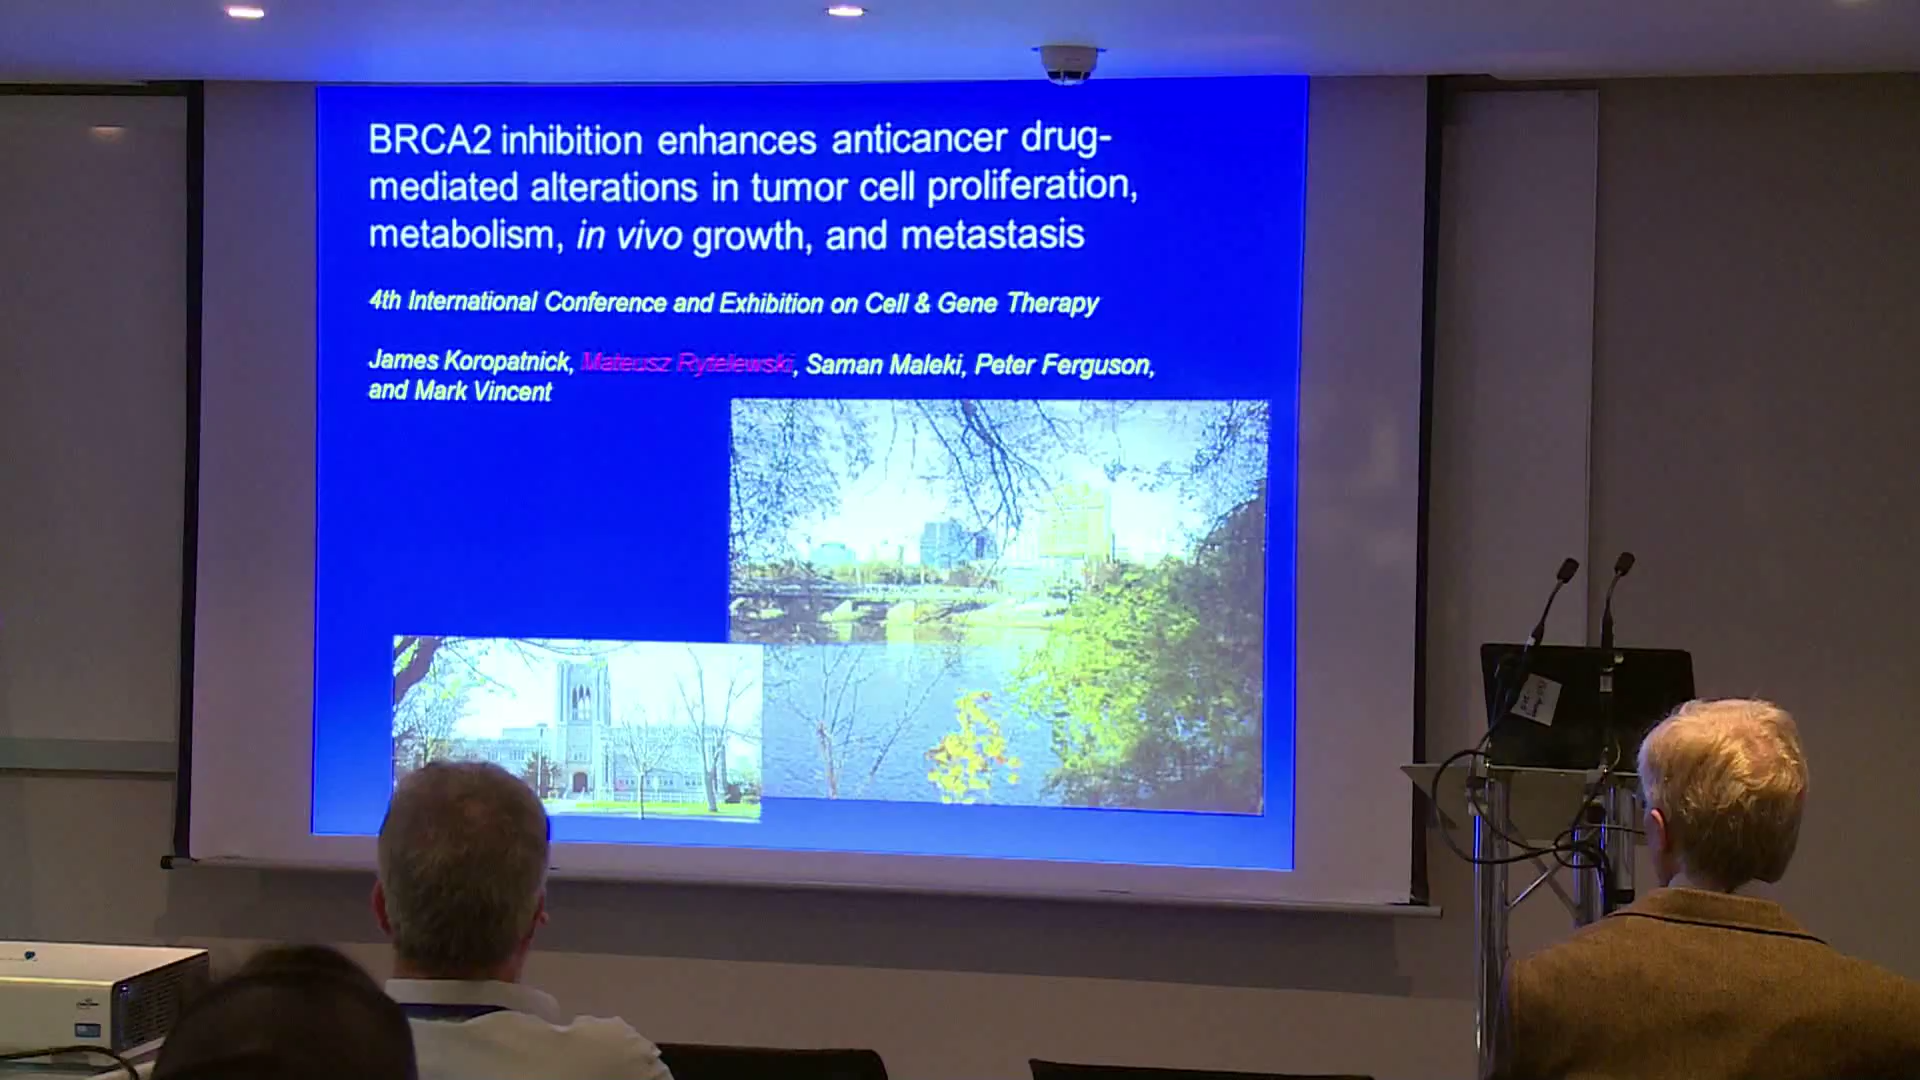 BRCA2 inhibition enhances anticancer drug-
mediated alterations in tumor cell proliferation,
metabolism, in vivo growth, and metastasis
4th International Conference and Exhibition on Cell & Gene Therapy
James Koropatnick, Mateusz Rytelewski, Saman Maleki, Peter Ferguson,
and Mark Vincent